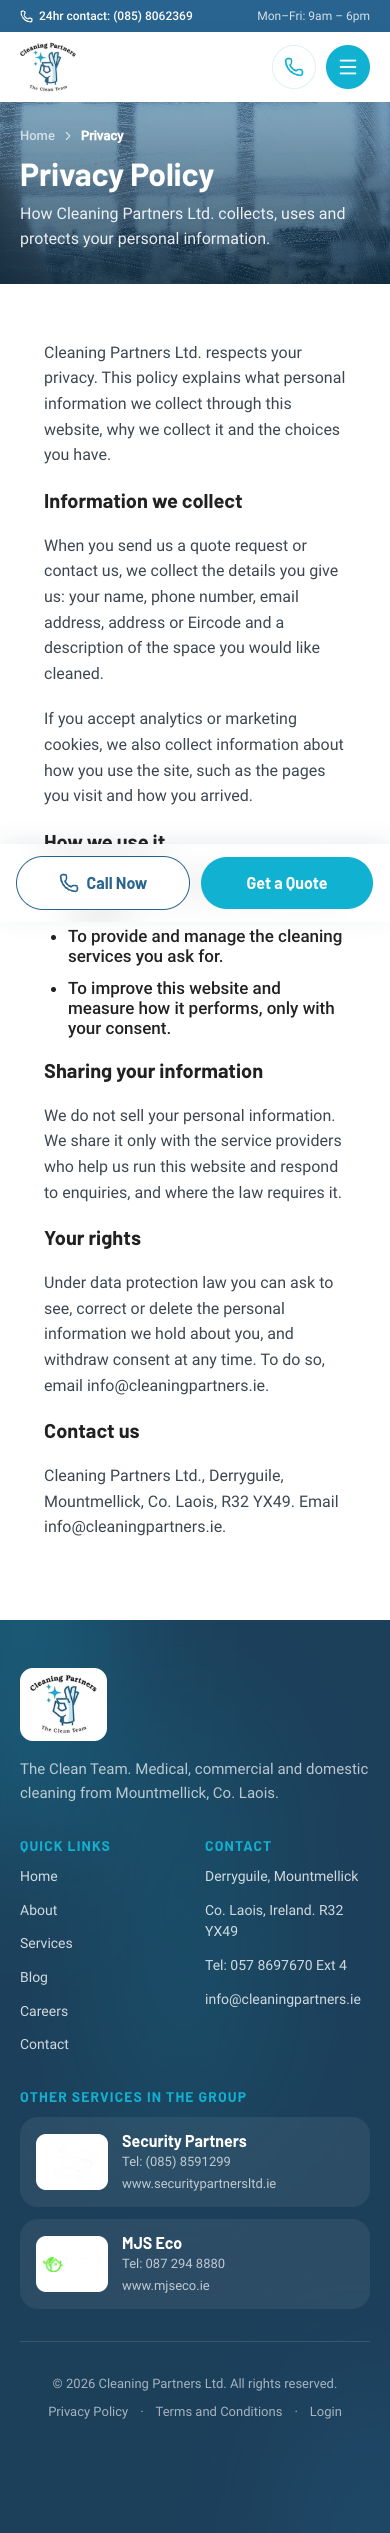 24hr contact: (085) 8062369
Mon–Fri: 9am – 6pm
Cleaning Partners
The Clean Team
Home > Privacy
Privacy Policy
How Cleaning Partners Ltd. collects, uses and
protects your personal information.
Cleaning Partners Ltd. respects your
privacy. This policy explains what personal
information we collect through this
website, why we collect it and the choices
you have.
Information we collect
When you send us a quote request or
contact us, we collect the details you give
us: your name, phone number, email
address, address or Eircode and a
description of the space you would like
cleaned.
If you accept analytics or marketing
cookies, we also collect information about
how you use the site, such as the pages
you visit and how you arrived.
How we use it
Call Now
Get a Quote
• To provide and manage the cleaning
services you ask for.
• To improve this website and
measure how it performs, only with
your consent.
Sharing your information
We do not sell your personal information.
We share it only with the service providers
who help us run this website and respond
to enquiries, and where the law requires it.
Your rights
Under data protection law you can ask to
see, correct or delete the personal
information we hold about you, and
withdraw consent at any time. To do so,
email info@cleaningpartners.ie.
Contact us
Cleaning Partners Ltd., Derryguile,
Mountmellick, Co. Laois, R32 YX49. Email
info@cleaningpartners.ie.
Cleaning Partners
The Clean Team
The Clean Team. Medical, commercial and domestic
cleaning from Mountmellick, Co. Laois.
QUICK LINKS
Home
About
Services
Blog
Careers
Contact
CONTACT
Derryguile, Mountmellick
Co. Laois, Ireland. R32
YX49
Tel: 057 8697670 Ext 4
info@cleaningpartners.ie
OTHER SERVICES IN THE GROUP
Security Partners
Tel: (085) 8591299
www.securitypartnersltd.ie
MJS Eco
Tel: 087 294 8880
www.mjseco.ie
© 2026 Cleaning Partners Ltd. All rights reserved.
Privacy Policy · Terms and Conditions · Login